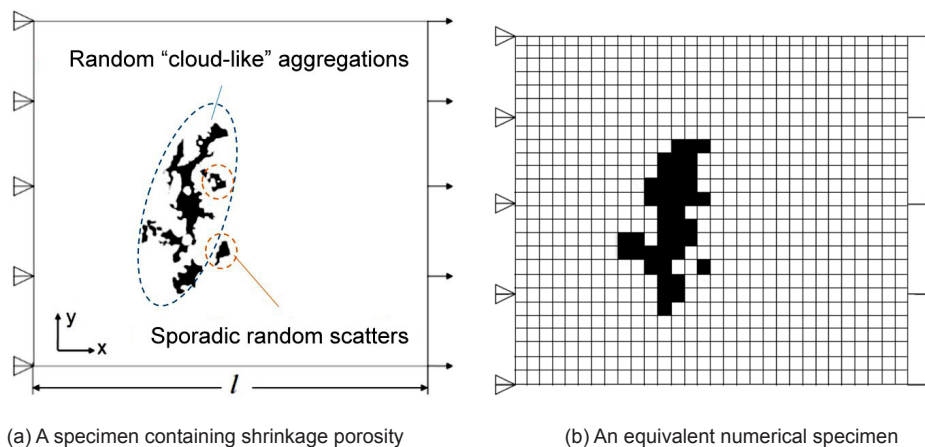 Random “cloud-like” aggregations
Sporadic random scatters
y
x
l
(a) A specimen containing shrinkage porosity
(b) An equivalent numerical specimen